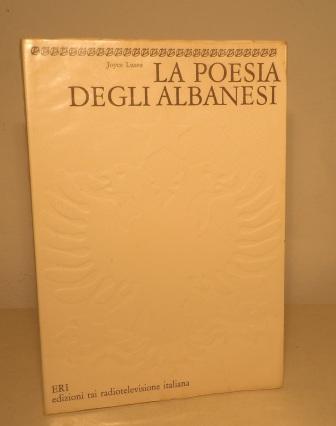 Joyce Lussu
LA POESIA
DEGLI ALBANESI
ERI
edizioni rai radiotelevisione italiana